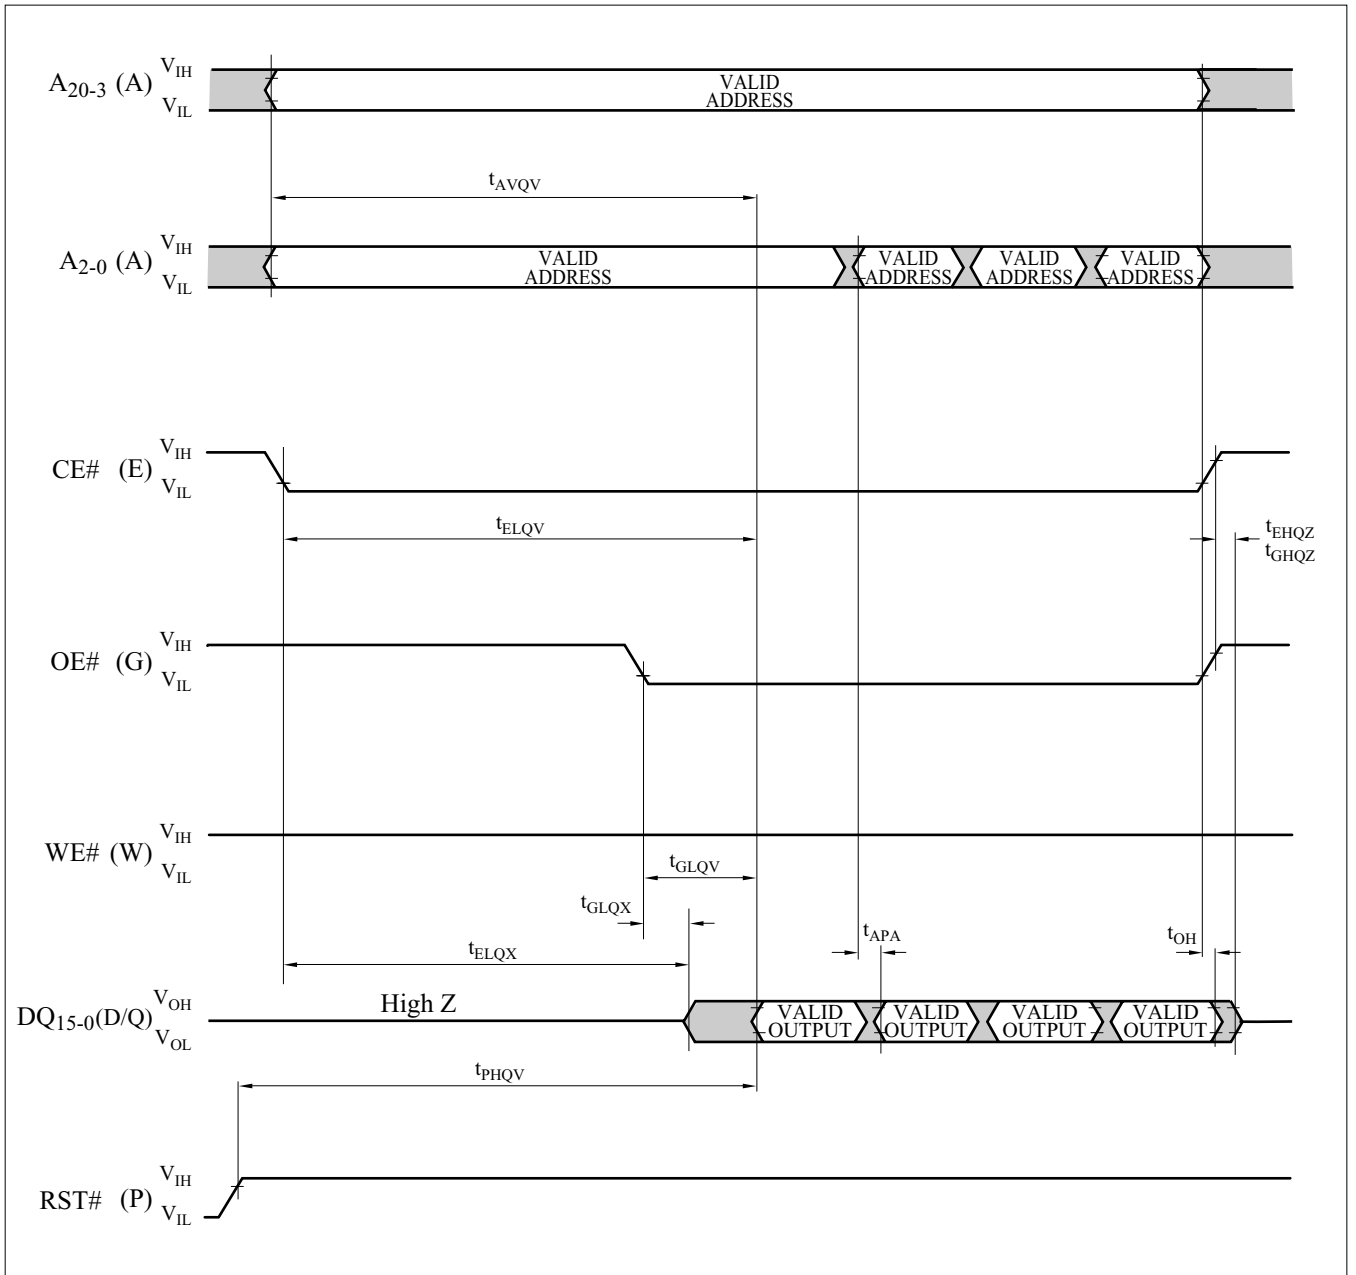 A20-3 (A) VIH
VIL
VALID
ADDRESS
tAVQV
A2-0 (A) VIH
VIL
VALID
ADDRESS
VALID
ADDRESS
VALID
ADDRESS
VALID
ADDRESS
CE# (E) VIH
VIL
tELQV
tEHQZ
tGHQZ
OE# (G) VIH
VIL
WE# (W) VIH
VIL
tGLQV
tGLQX
tELQX
tAPA
tOH
DQ15-0(D/Q) VOH
VOL
High Z
VALID
OUTPUT
VALID
OUTPUT
VALID
OUTPUT
VALID
OUTPUT
tPHQV
RST# (P) VIH
VIL